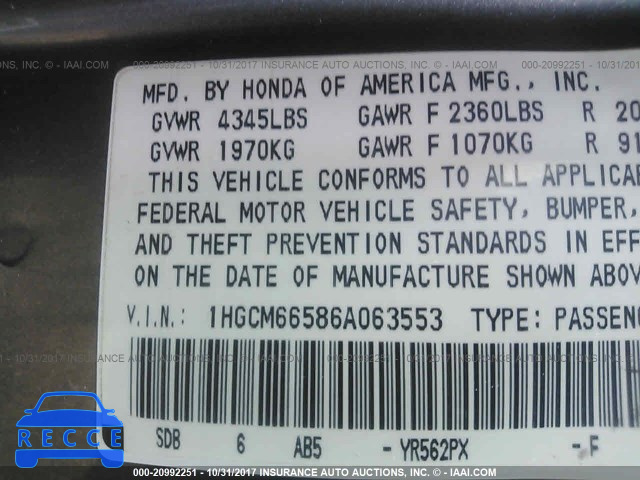 000-20992251 - 10/31/2017 INSURANCE AUTO AUCTIONS, INC. - IAAI.COM
MFD. BY HONDA OF AMERICA MFG., INC.
GVWR 4345LBS GAWR F 2360LBS R 20
GVWR 1970KG GAWR F 1070KG R 91
THIS VEHICLE CONFORMS TO ALL APPLICAB
FEDERAL MOTOR VEHICLE SAFETY, BUMPER,
AND THEFT PREVENTION STANDARDS IN EFF
ON THE DATE OF MANUFACTURE SHOWN ABOV
V.I.N.: 1HGCM66586A063553 TYPE: PASSENG
SDB 6 AB5 - YR562PX - F
RECCE
000-20992251 - 10/31/2017 INSURANCE AUTO AUCTIONS, INC. - IAAI.COM